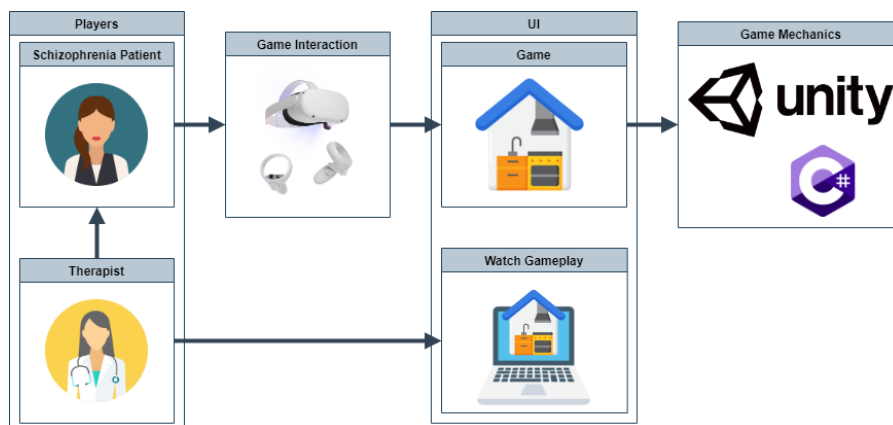 Players
Schizophrenia Patient
Therapist
Game Interaction
UI
Game
Watch Gameplay
Game Mechanics
unity
C#